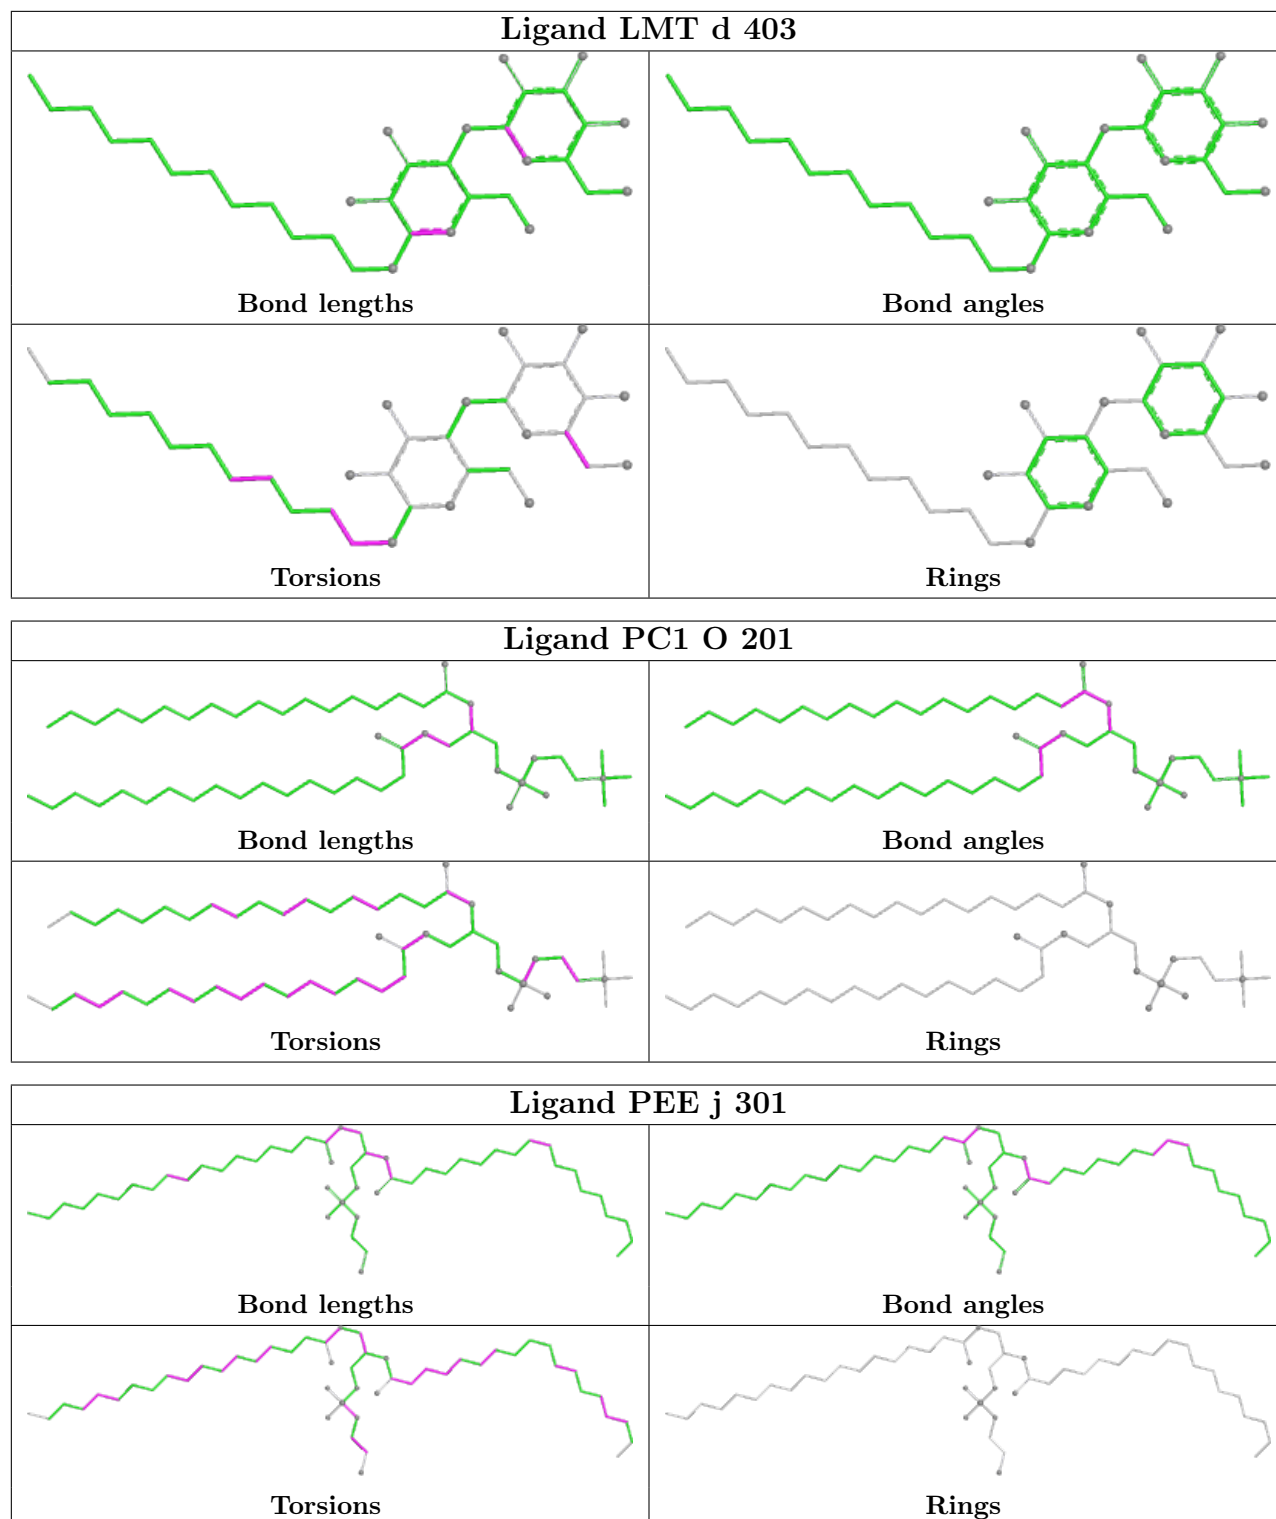 Ligand LMT d 403
Bond lengths
Bond angles
Torsions
Rings
Ligand PC1 O 201
Bond lengths
Bond angles
Torsions
Rings
Ligand PEE j 301
Bond lengths
Bond angles
Torsions
Rings